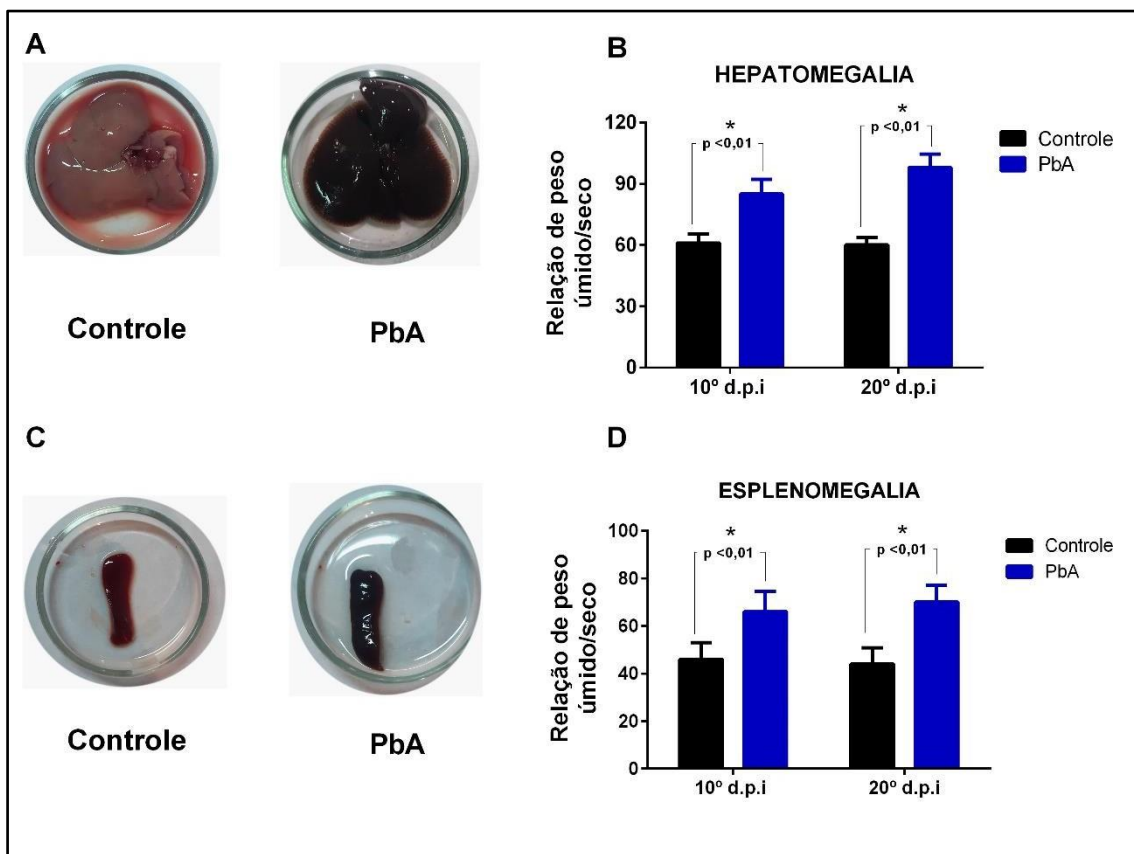 A
Controle
PbA
B
HEPATOMEGALIA
Relação de peso
úmido/seco
120
90
60
30
0
*
p <0,01
*
p <0,01
10º d.p.i
20º d.p.i
Controle
PbA
C
Controle
PbA
D
ESPLENOMEGALIA
Relação de peso
úmido/seco
100
80
60
40
20
0
*
p <0,01
*
p <0,01
10º d.p.i
20º d.p.i
Controle
PbA